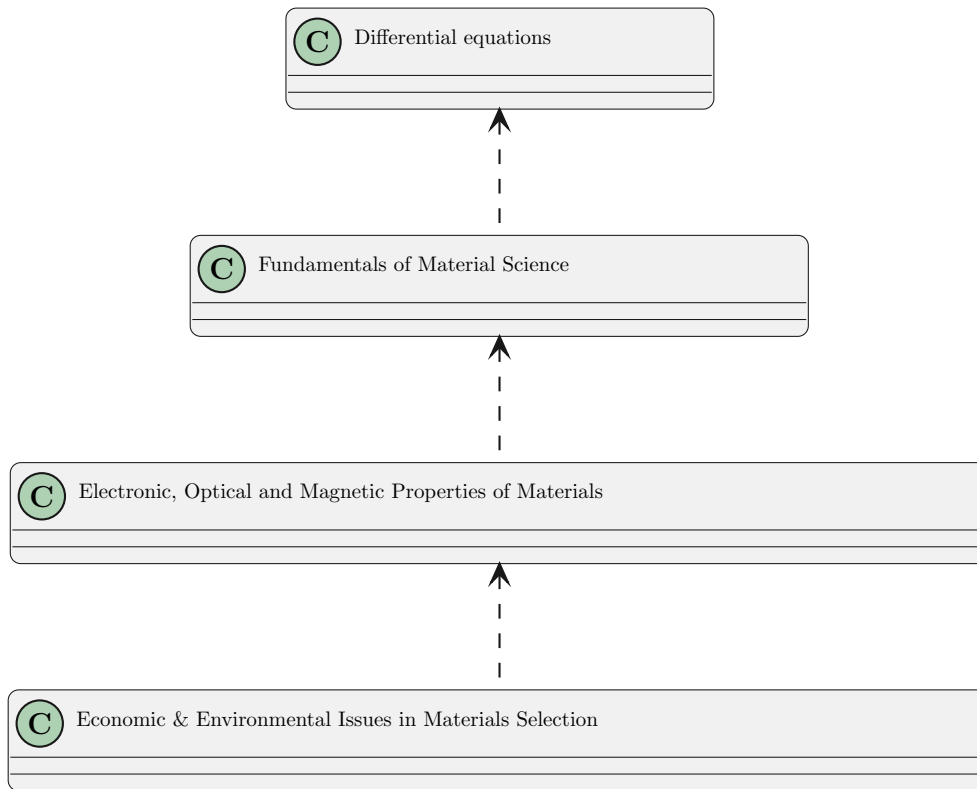 C Differential equations
C Fundamentals of Material Science
C Electronic, Optical and Magnetic Properties of Materials
C Economic & Environmental Issues in Materials Selection